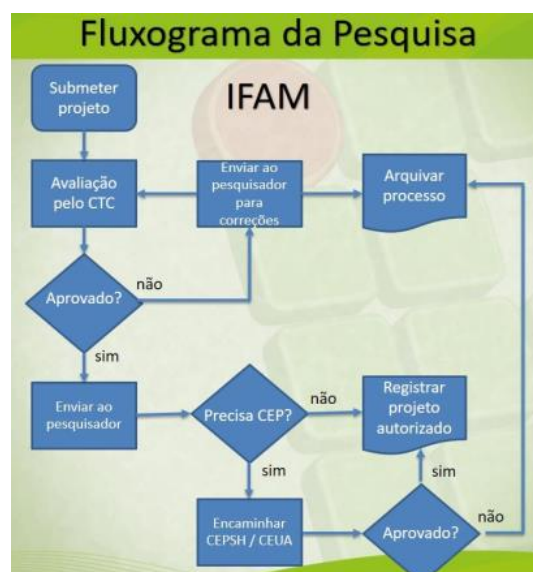 Fluxograma da Pesquisa
IFAM
Submeter
projeto
Avaliação
pelo CTC
Enviar ao
pesquisador
para
correções
Arquivar
processo
Aprovado?
não
sim
Enviar ao
pesquisador
Precisa CEP?
não
Registrar
projeto
autorizado
sim
sim
Encaminhar
CEPSH / CEUA
Aprovado?
não